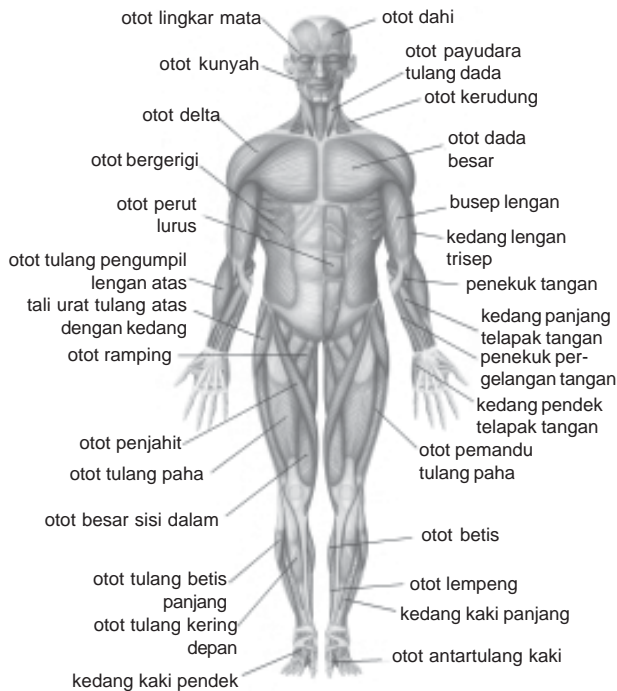 otot lingkar mata
otot kunyah
otot delta
otot bergerigi
otot perut
lurus
otot tulang pengumpil
lengan atas
tali urat tulang atas
dengan kedang
otot ramping
otot penjahit
otot tulang paha
otot besar sisi dalam
otot tulang betis
panjang
otot tulang kering
depan
kedang kaki pendek
otot dahi
otot payudara
tulang dada
otot kerudung
otot dada
besar
busep lengan
kedang lengan
trisep
penekuk tangan
kedang panjang
telapak tangan
penekuk per-
gelangan tangan
kedang pendek
telapak tangan
otot pemandu
tulang paha
otot betis
otot lempeng
kedang kaki panjang
otot antartulang kaki